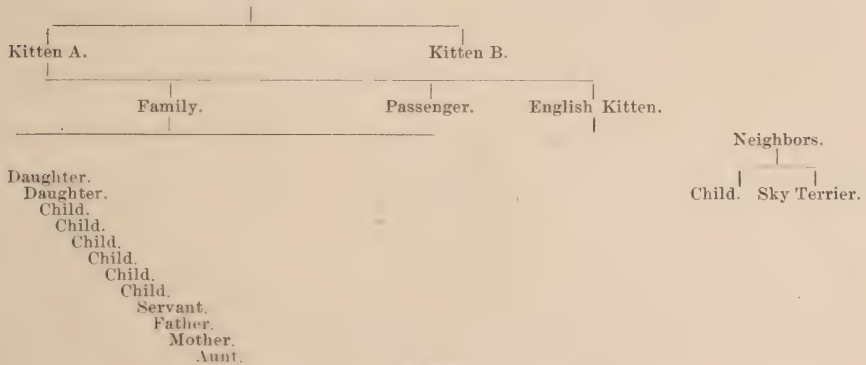 Kitten A. Kitten B.
Family. Passenger. English Kitten.
Neighbors.
Daughter. Child. Sky Terrier.
Daughter.
Child.
Child.
Child.
Child.
Child.
Child.
Servant.
Father.
Mother.
Aunt.